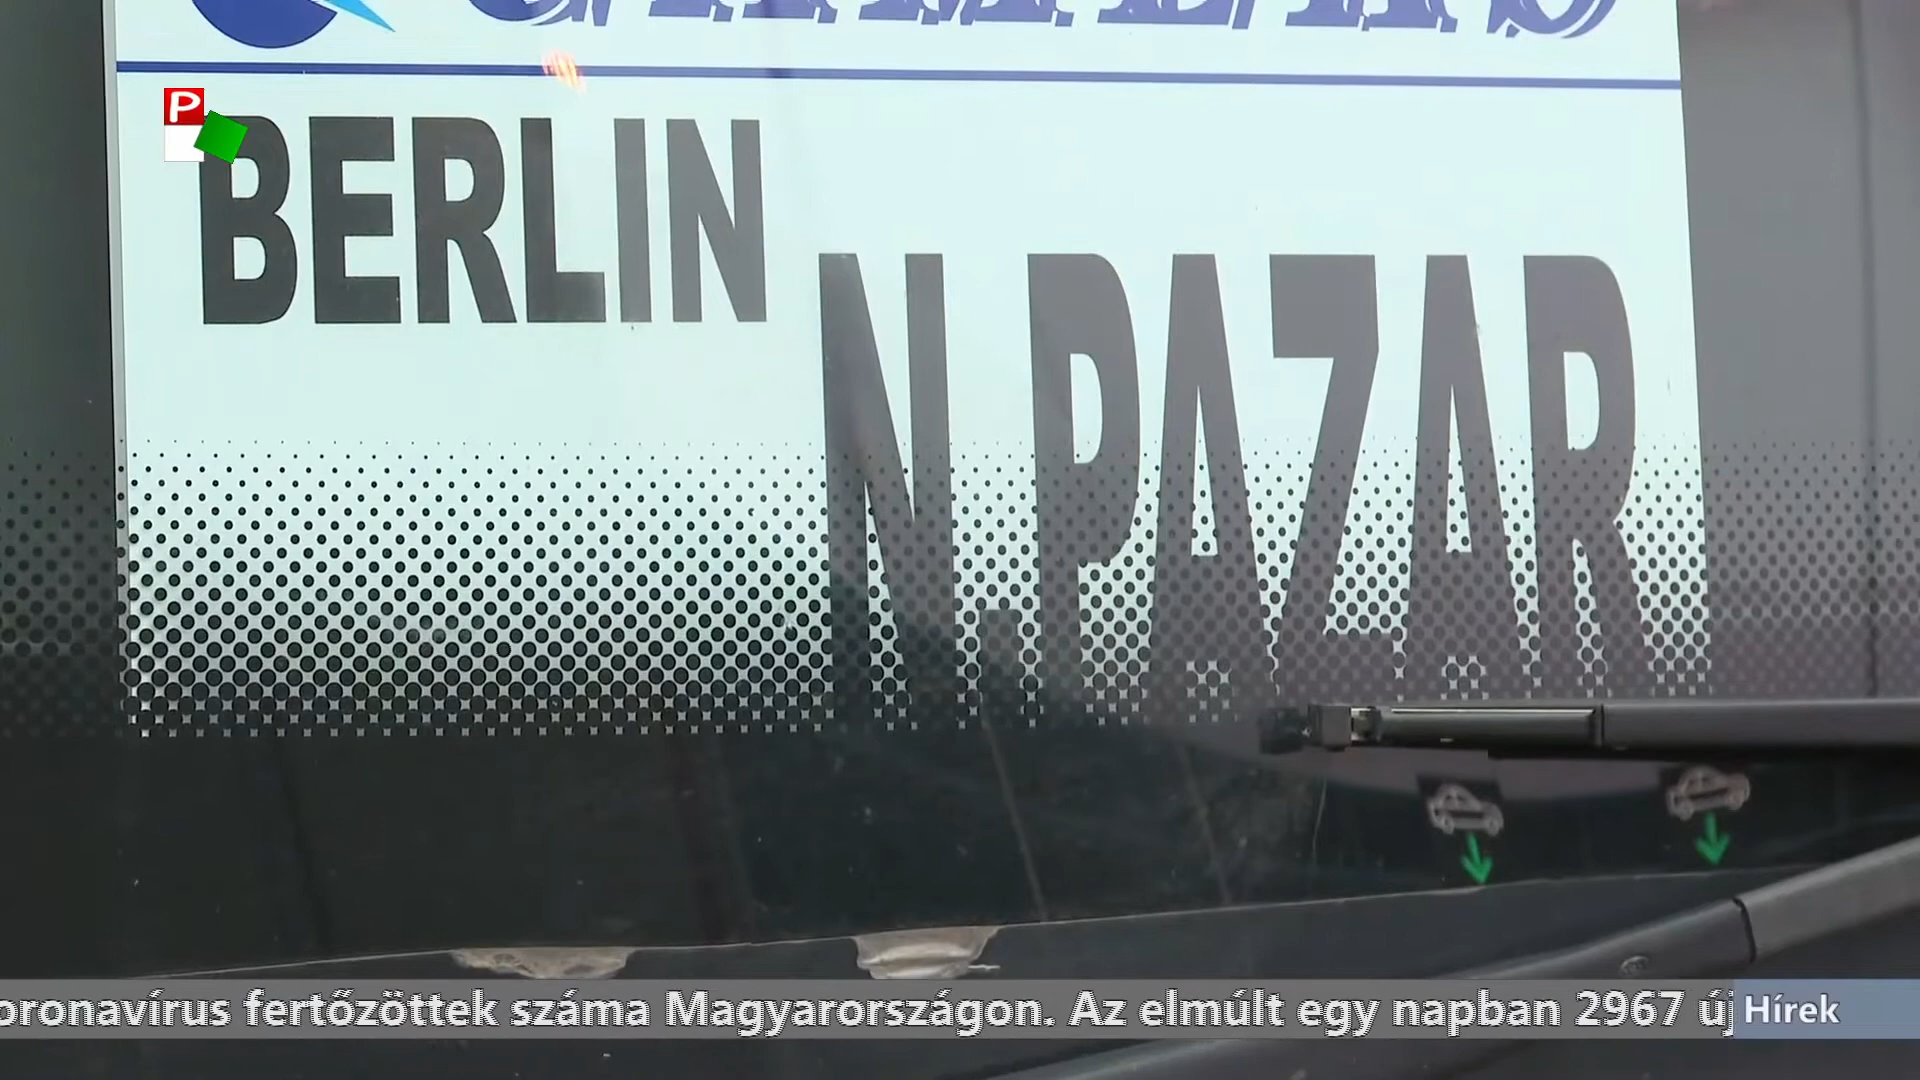 P
BERLIN
N.PAZAR
oronavírus fertőzöttek száma Magyarországon. Az elmúlt egy napban 2967 új
Hírek